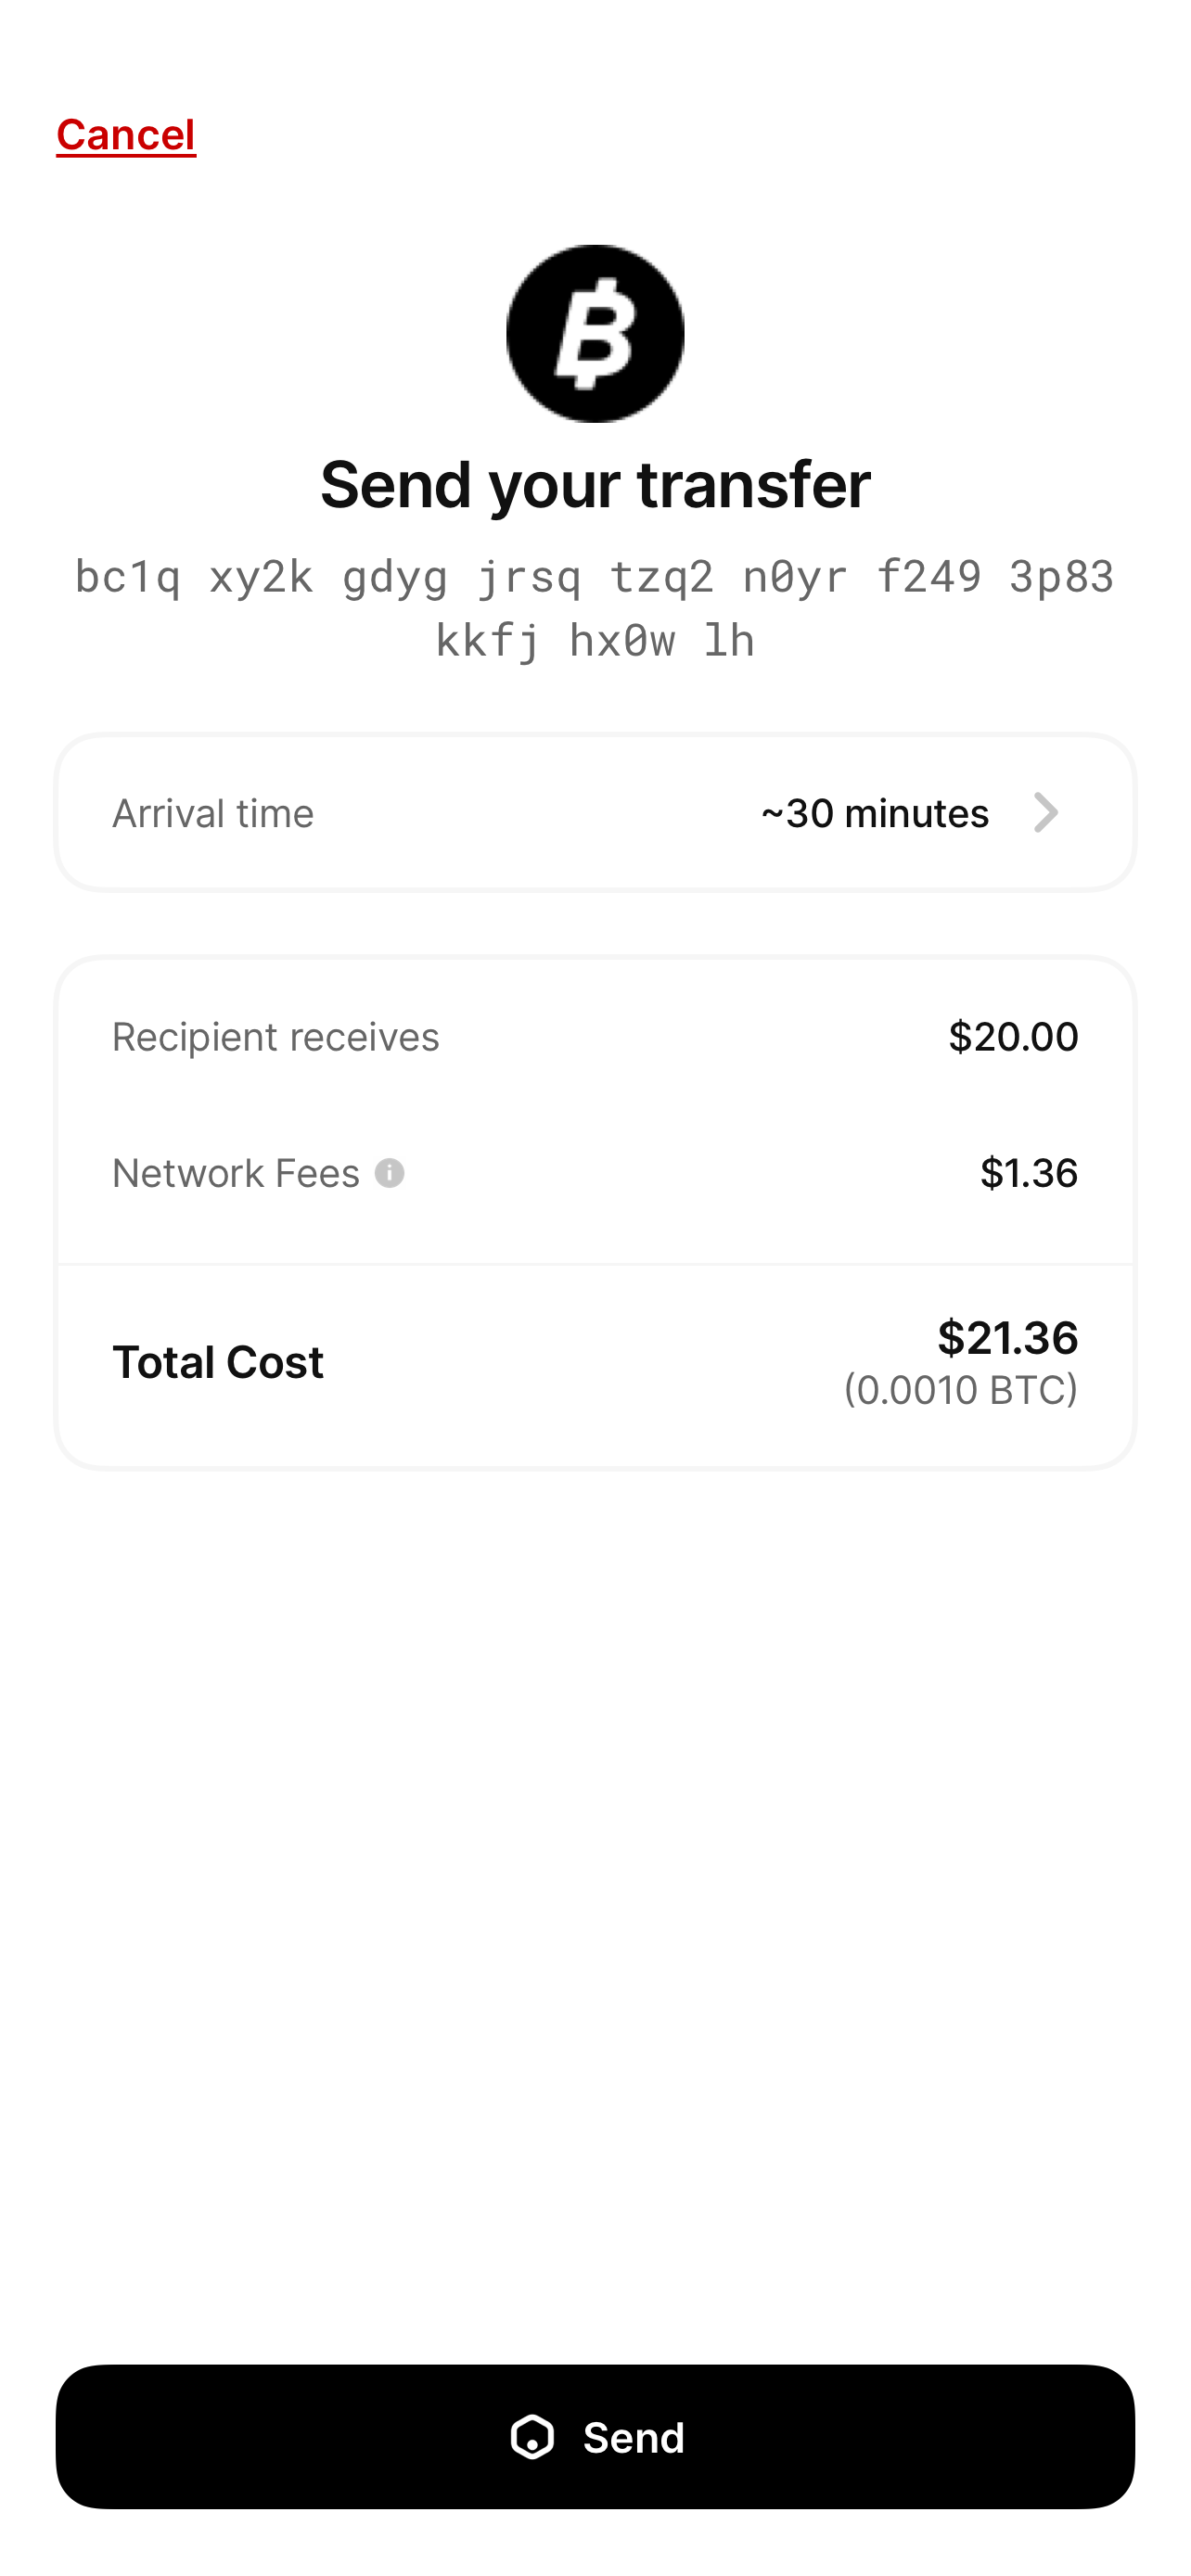 Cancel
Send your transfer
bc1q xy2k gdyg jrsq tzq2 n0yr f249 3p83
kkfj hx0w lh
Arrival time ~30 minutes
Recipient receives $20.00
Network Fees $1.36
Total Cost $21.36
(0.0010 BTC)
Send